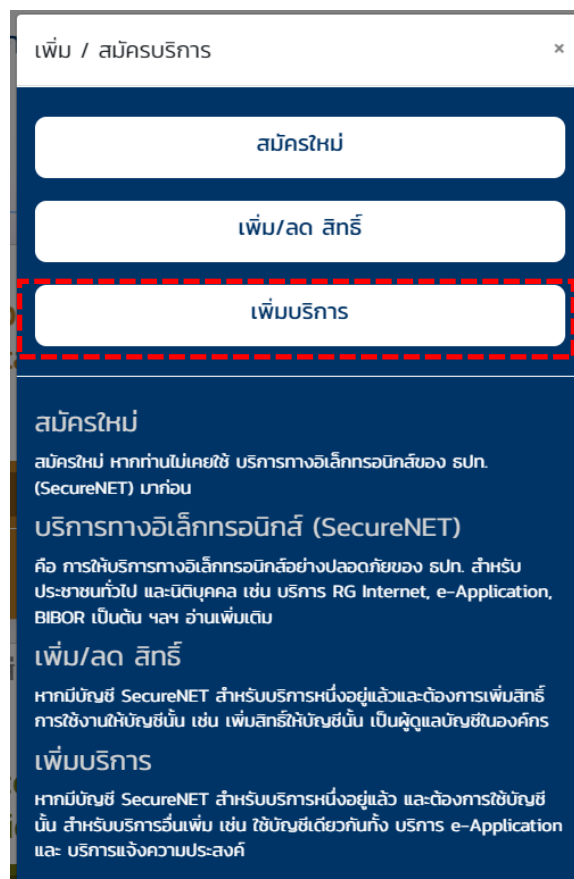 เพิ่ม / สมัครบริการ ×
สมัครใหม่
เพิ่ม/ลด สิทธิ์
เพิ่มบริการ
สมัครใหม่
สมัครใหม่ หากท่านไม่เคยใช้ บริการทางอิเล็กทรอนิกส์ของ ธปท.
(SecureNET) มาก่อน
บริการทางอิเล็กทรอนิกส์ (SecureNET)
คือ การให้บริการทางอิเล็กทรอนิกส์อย่างปลอดภัยของ ธปท. สำหรับ
ประชาชนทั่วไป และนิติบุคคล เช่น บริการ RG Internet, e-Application,
BIBOR เป็นต้น ฯลฯ อ่านเพิ่มเติม
เพิ่ม/ลด สิทธิ์
หากมีบัญชี SecureNET สำหรับบริการหนึ่งอยู่แล้วและต้องการเพิ่มสิทธิ์
การใช้งานให้บัญชีนั้น เช่น เพิ่มสิทธิ์ให้บัญชีนั้น เป็นผู้ดูแลบัญชีในองค์กร
เพิ่มบริการ
หากมีบัญชี SecureNET สำหรับบริการหนึ่งอยู่แล้ว และต้องการใช้บัญชี
นั้น สำหรับบริการอื่นเพิ่ม เช่น ใช้บัญชีเดียวกันทั้ง บริการ e-Application
และ บริการแจ้งความประสงค์